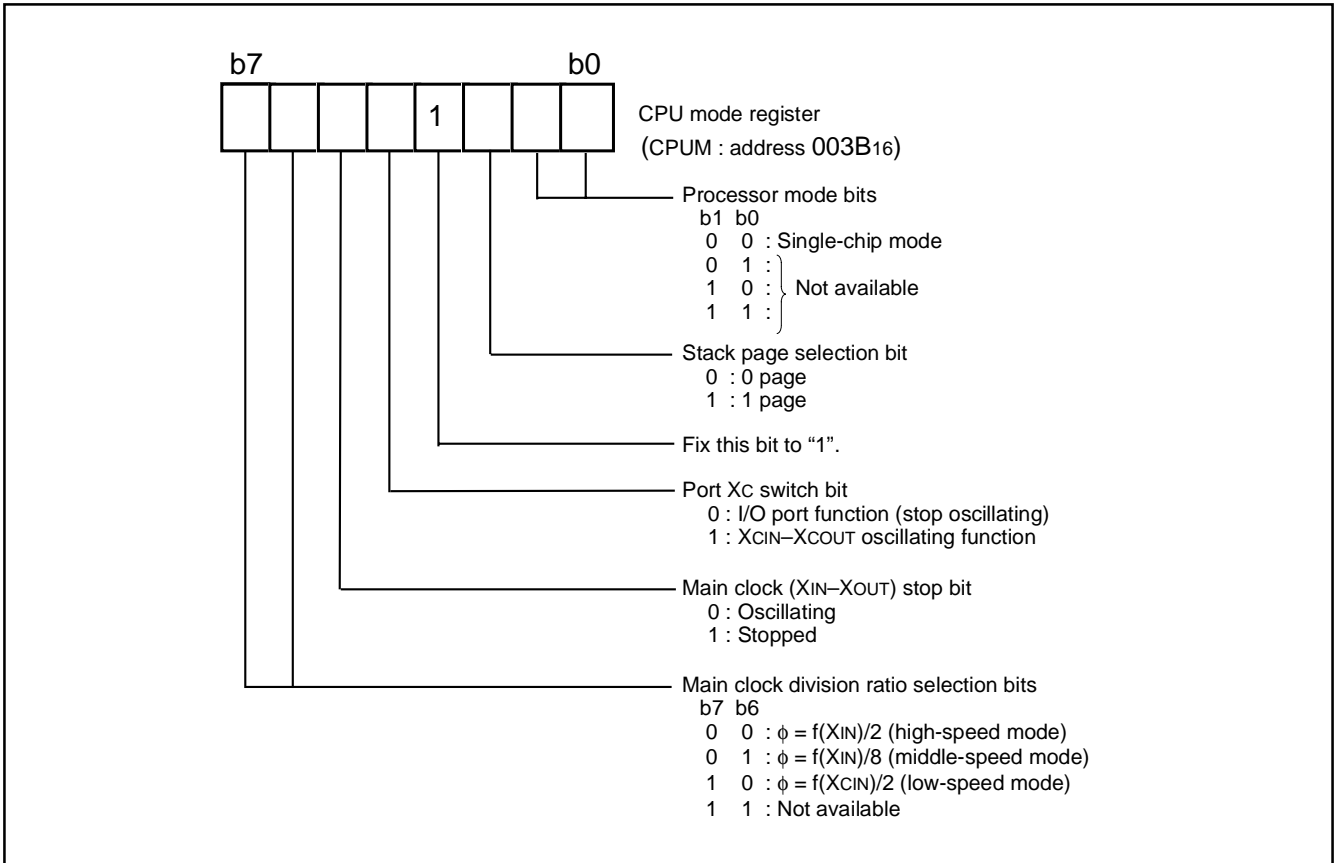 b7 b0
1
CPU mode register
(CPUM : address 003B16)
Processor mode bits
b1 b0
0 0 : Single-chip mode
0 1 :
1 0 : Not available
1 1 :
Stack page selection bit
0 : 0 page
1 : 1 page
Fix this bit to “1”.
Port XC switch bit
0 : I/O port function (stop oscillating)
1 : XCIN–XCOUT oscillating function
Main clock (XIN–XOUT) stop bit
0 : Oscillating
1 : Stopped
Main clock division ratio selection bits
b7 b6
0 0 : φ = f(XIN)/2 (high-speed mode)
0 1 : φ = f(XIN)/8 (middle-speed mode)
1 0 : φ = f(XCIN)/2 (low-speed mode)
1 1 : Not available